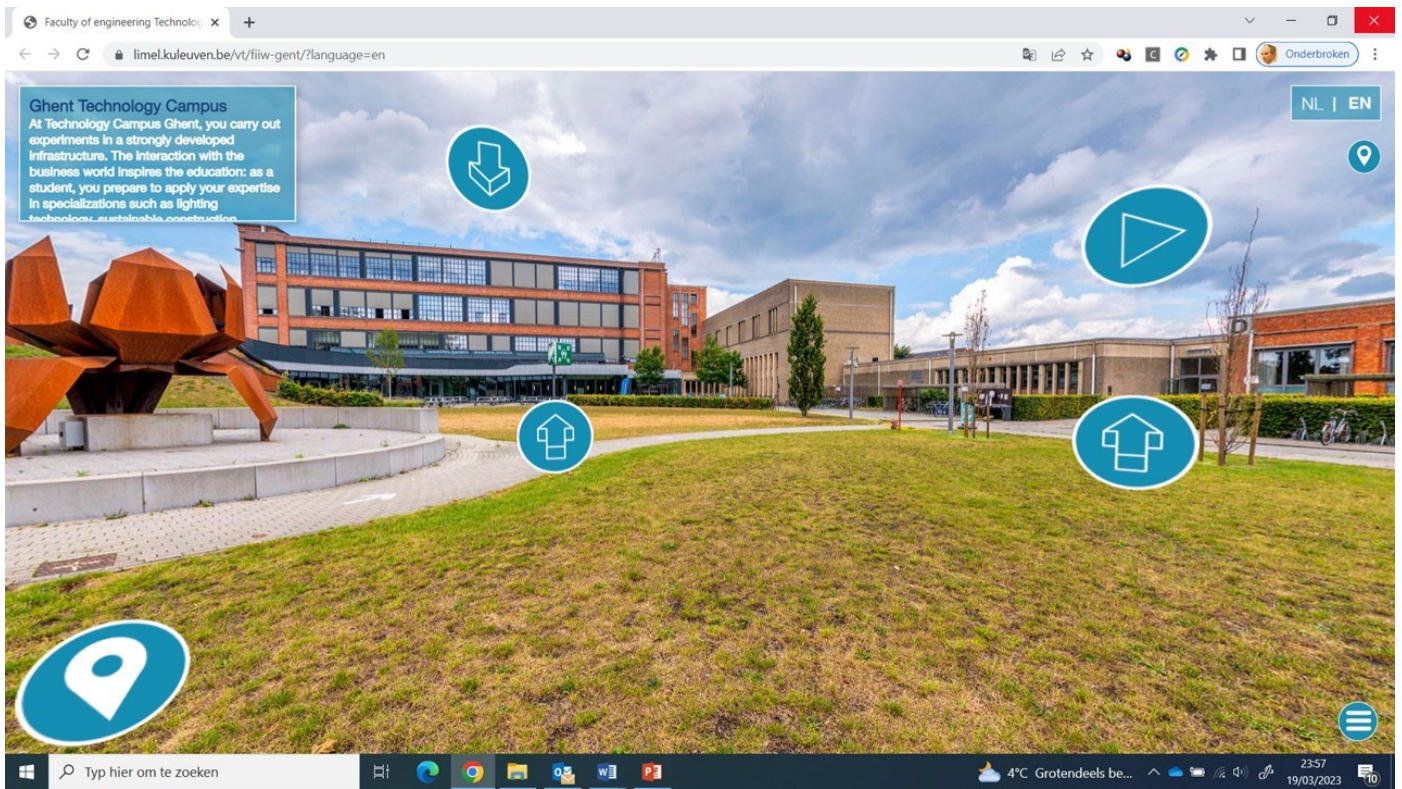 Faculty of engineering Technolog
limel.kuleuven.be/vt/fiiw-gent/?language=en
Onderbroken
Ghent Technology Campus
At Technology Campus Ghent, you carry out
experiments in a strongly developed
infrastructure. The interaction with the
business world inspires the education: as a
student, you prepare to apply your expertise
in specializations such as lighting
technology, sustainable construction
NL | EN
D
Typ hier om te zoeken
4°C Grotendeels be...
23:57
19/03/2023
10